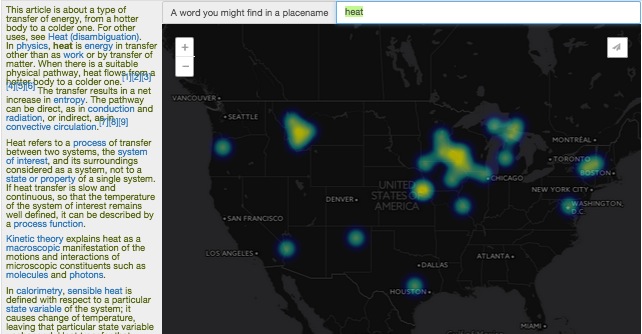 This article is about a type of
transfer of energy, from a hotter
body to a colder one. For other
uses, see Heat (disambiguation).
In physics, heat is energy in transfer
other than as work or by transfer of
matter. When there is a suitable
physical pathway, heat flows from a
hotter body to a colder one.[1][2][3]
[4][5][6] The transfer results in a net
increase in entropy. The pathway
can be direct, as in conduction and
radiation, or indirect, as in
convective circulation.[7][8][9]
Heat refers to a process of transfer
between two systems, the system
of interest, and its surroundings
considered as a system, not to a
state or property of a single system.
If heat transfer is slow and
continuous, so that the temperature
of the system of interest remains
well defined, it can be described by
a process function.
Kinetic theory explains heat as a
macroscopic manifestation of the
motions and interactions of
microscopic constituents such as
molecules and photons.
In calorimetry, sensible heat is
defined with respect to a particular
state variable of the system; it
causes change of temperature,
leaving that particular state variable
A word you might find in a placename
heat
+
−
VANCOUVER
SEATTLE
MONTRÉAL
TORONTO
BOSTON
CHICAGO
NEW YORK CITY
UNITED
STATES OF
AMERICA
DENVER
WASHINGTON,
D.C.
SAN FRANCISCO
LOS ANGELES
ATLANTA
DALLAS
HOUSTON
MIAMI